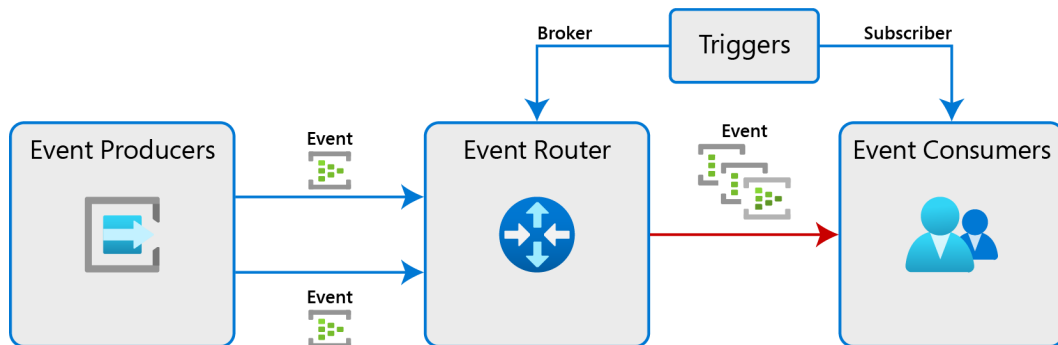 Broker
Triggers
Subscriber
Event Producers
Event
Event Router
Event
Event Consumers
Event